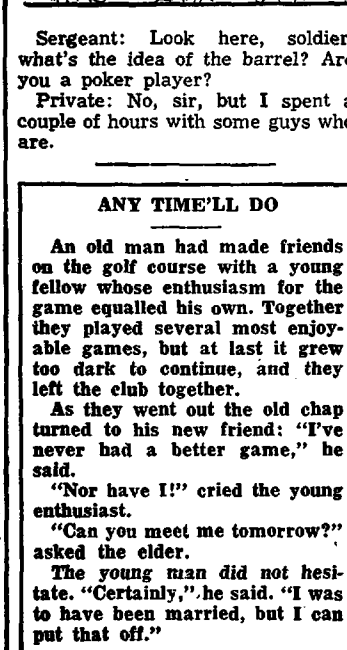 Sergeant: Look here, soldier
what's the idea of the barrel? Are
you a poker player?
Private: No, sir, but I spent a
couple of hours with some guys who
are.
ANY TIME'LL DO
An old man had made friends
on the golf course with a young
fellow whose enthusiasm for the
game equalled his own. Together
they played several most enjoy-
able games, but at last it grew
too dark to continue, and they
left the club together.
As they went out the old chap
turned to his new friend: "I've
never had a better game," he
said.
"Nor have I!" cried the young
enthusiast.
"Can you meet me tomorrow?"
asked the elder.
The young man did not hesi-
tate. "Certainly," he said. "I was
to have been married, but I can
put that off."